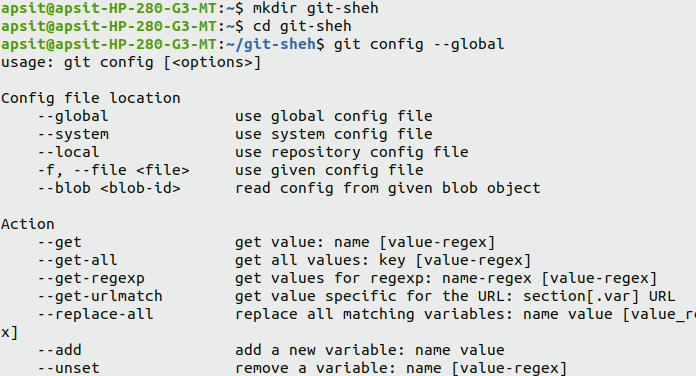 apsit@apsit-HP-280-G3-MT:~$ mkdir git-sheh
apsit@apsit-HP-280-G3-MT:~$ cd git-sheh
apsit@apsit-HP-280-G3-MT:~/git-sheh$ git config --global
usage: git config [<options>]

Config file location
    --global              use global config file
    --system              use system config file
    --local               use repository config file
    -f, --file <file>     use given config file
    --blob <blob-id>      read config from given blob object

Action
    --get                 get value: name [value-regex]
    --get-all             get all values: key [value-regex]
    --get-regexp          get values for regexp: name-regex [value-regex]
    --get-urlmatch        get value specific for the URL: section[.var] URL
    --replace-all         replace all matching variables: name value [value_re
x]
    --add                 add a new variable: name value
    --unset               remove a variable: name [value-regex]